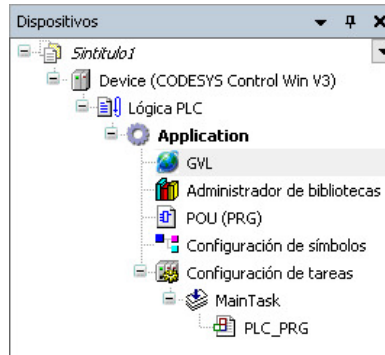 Dispositivos
Sintítulo1
Device (CODESYS Control Win V3)
Lógica PLC
Application
GVL
Administrador de bibliotecas
POU (PRG)
Configuración de símbolos
Configuración de tareas
MainTask
PLC_PRG